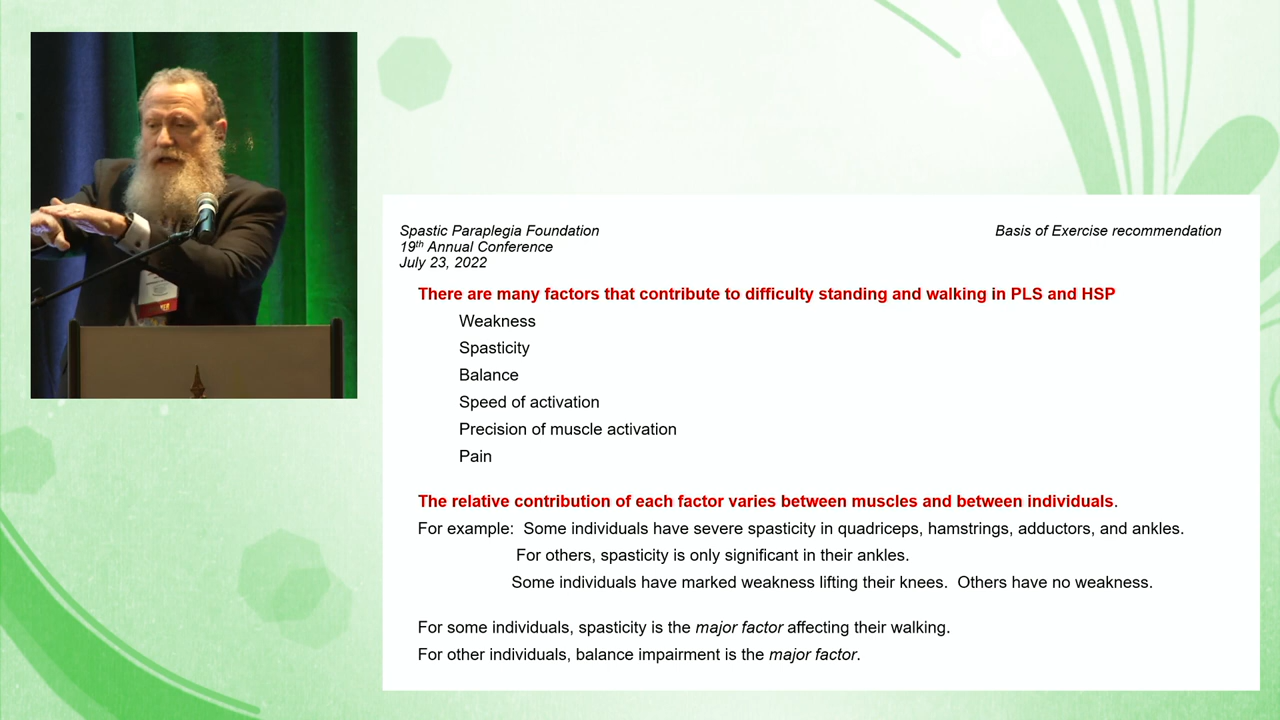 Spastic Paraplegia Foundation
19th Annual Conference
July 23, 2022
Basis of Exercise recommendation
There are many factors that contribute to difficulty standing and walking in PLS and HSP
Weakness
Spasticity
Balance
Speed of activation
Precision of muscle activation
Pain
The relative contribution of each factor varies between muscles and between individuals.
For example: Some individuals have severe spasticity in quadriceps, hamstrings, adductors, and ankles.
For others, spasticity is only significant in their ankles.
Some individuals have marked weakness lifting their knees. Others have no weakness.
For some individuals, spasticity is the major factor affecting their walking.
For other individuals, balance impairment is the major factor.